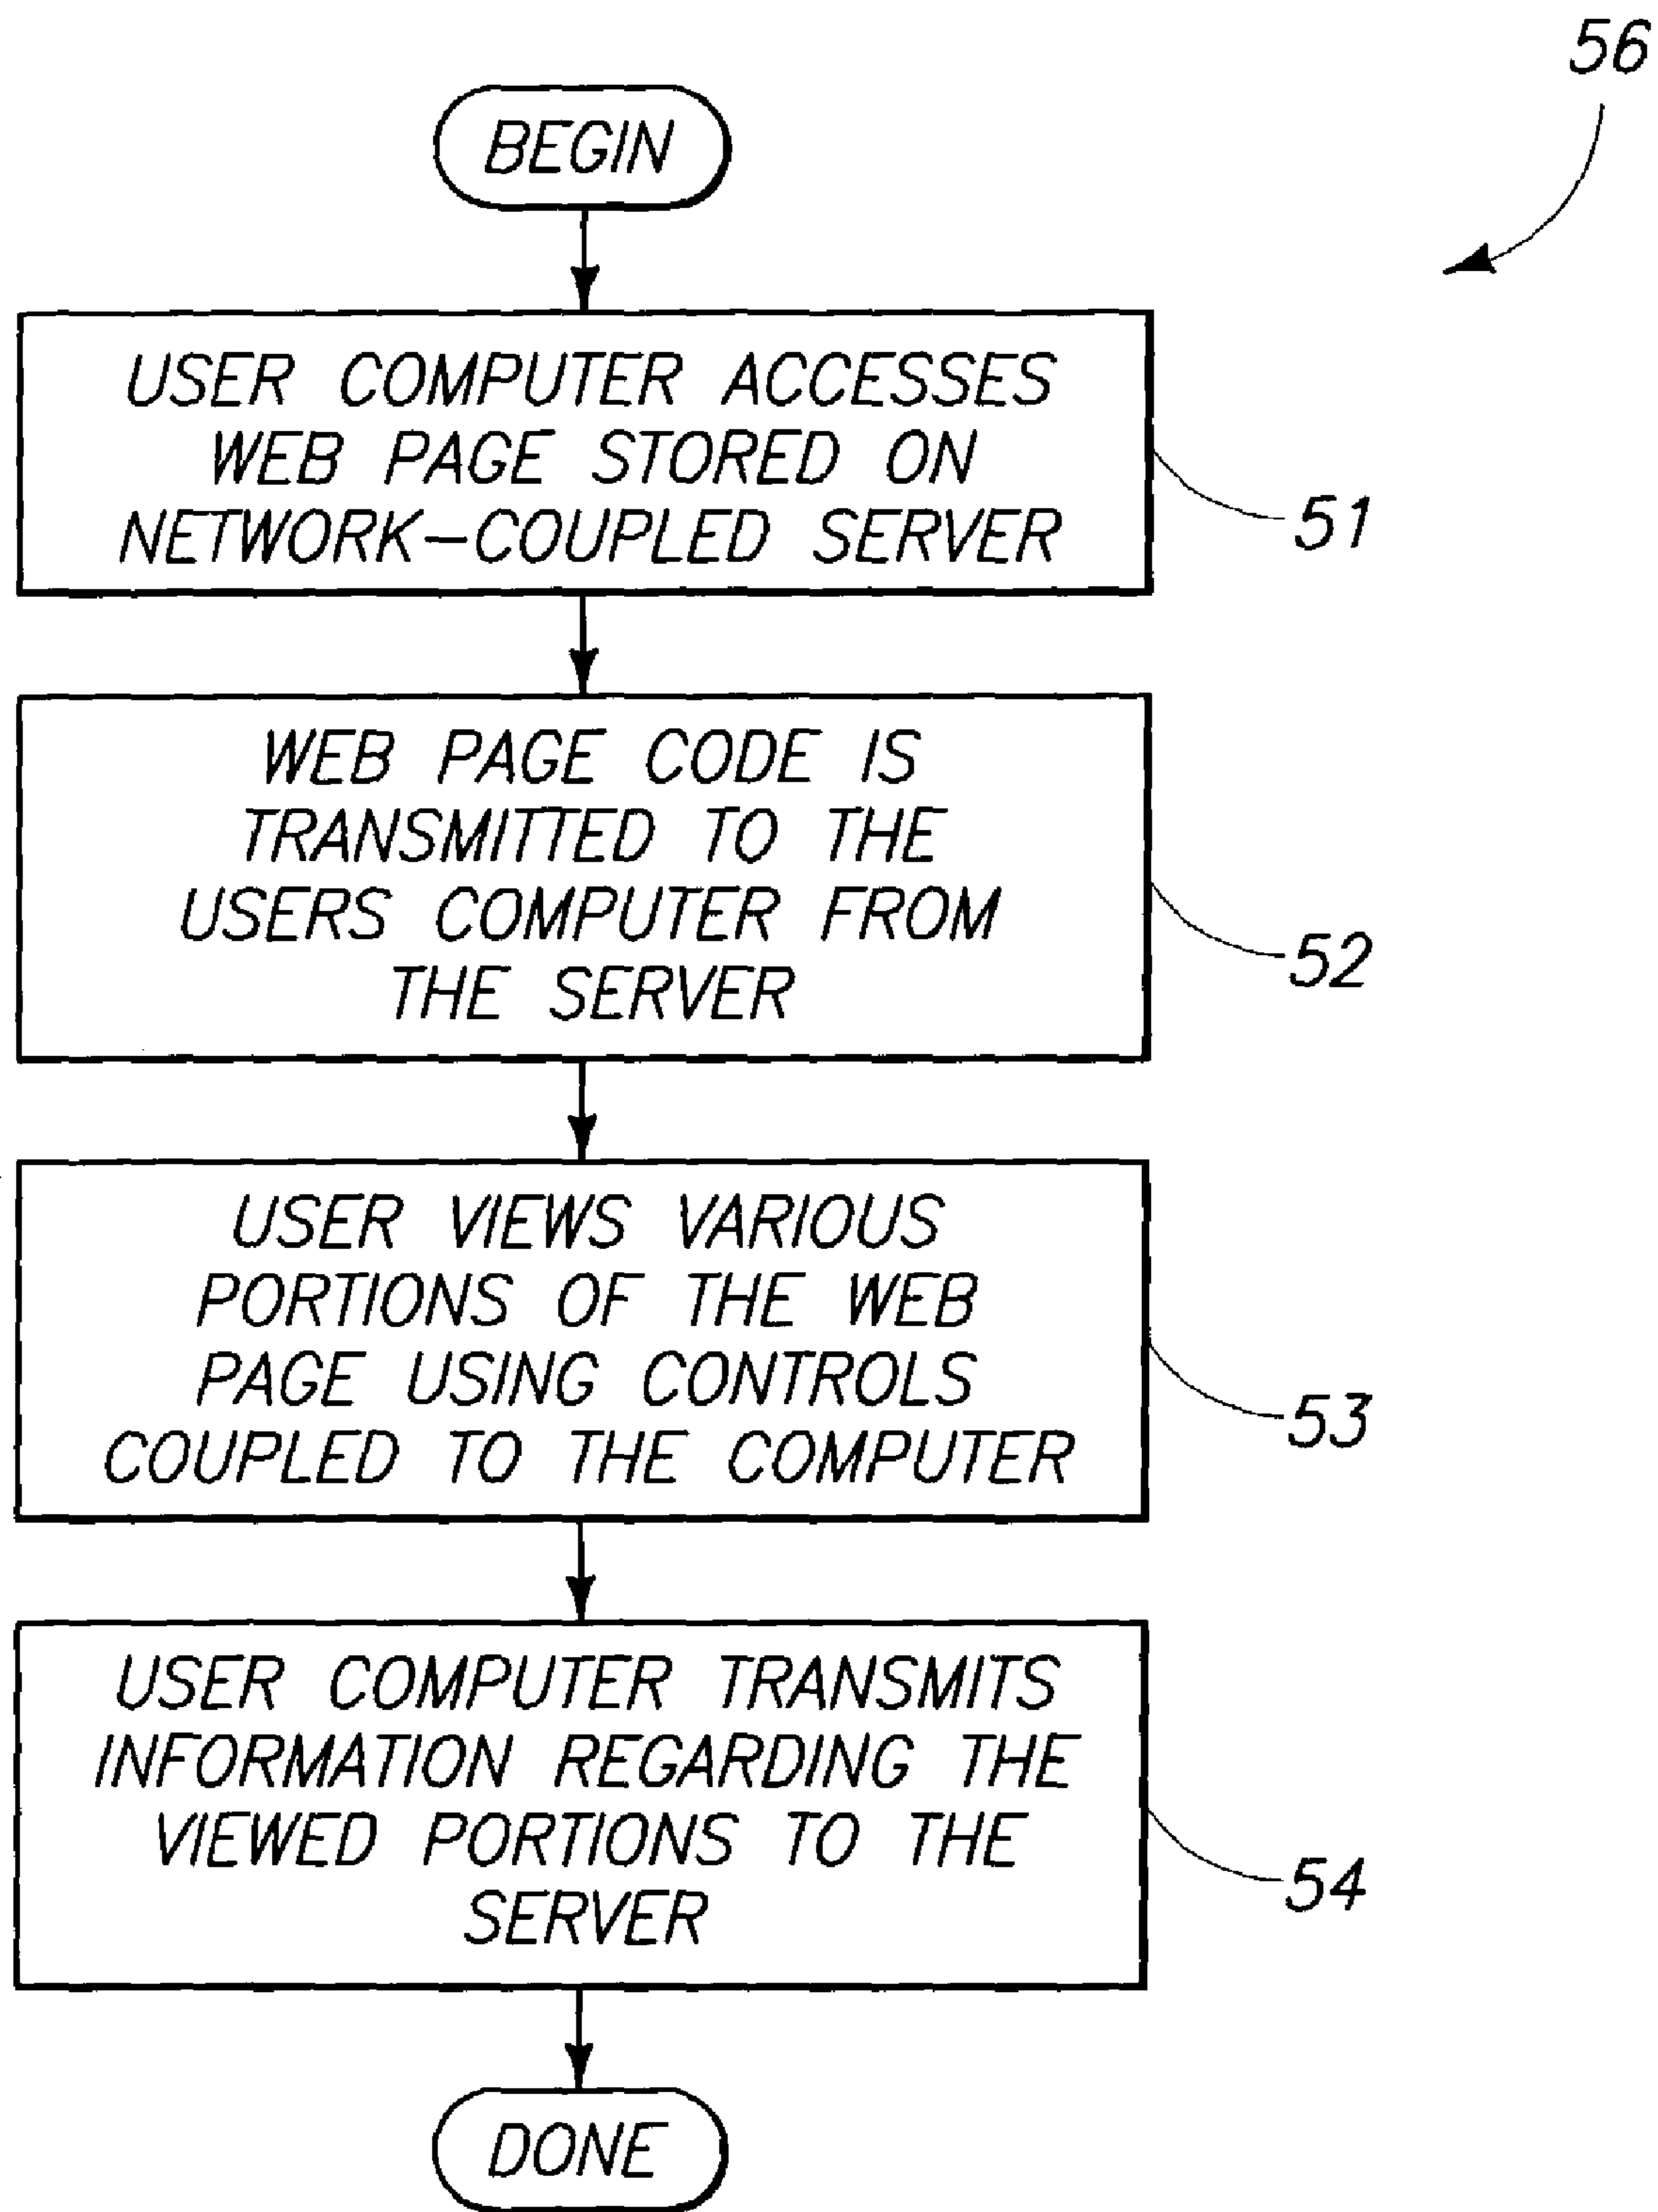 56
BEGIN
USER COMPUTER ACCESSES
WEB PAGE STORED ON
NETWORK-COUPLED SERVER
51
WEB PAGE CODE IS
TRANSMITTED TO THE
USERS COMPUTER FROM
THE SERVER
52
USER VIEWS VARIOUS
PORTIONS OF THE WEB
PAGE USING CONTROLS
COUPLED TO THE COMPUTER
53
USER COMPUTER TRANSMITS
INFORMATION REGARDING THE
VIEWED PORTIONS TO THE
SERVER
54
DONE